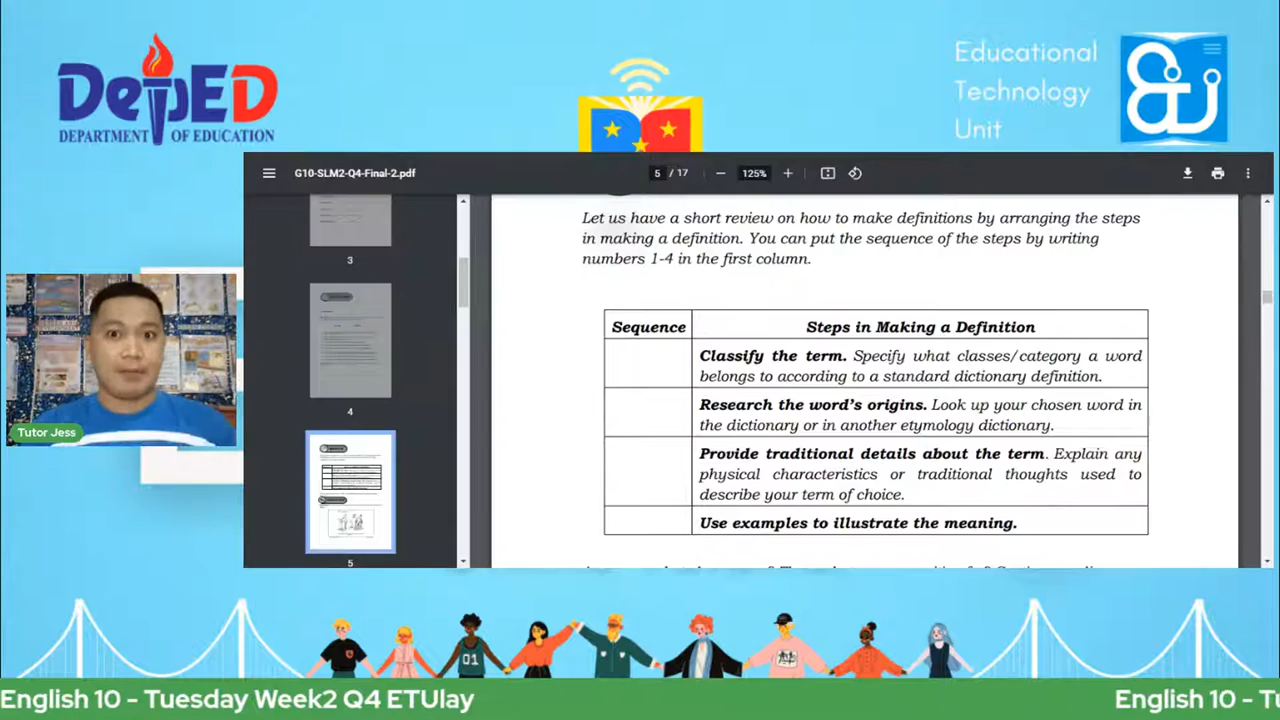 DepED
DEPARTMENT OF EDUCATION
Educational
Technology
Unit
G10-SLM2-Q4-Final-2.pdf
5 / 17
125%
Let us have a short review on how to make definitions by arranging the steps
in making a definition. You can put the sequence of the steps by writing
numbers 1-4 in the first column.
Sequence
Steps in Making a Definition
Classify the term. Specify what classes/category a word
belongs to according to a standard dictionary definition.
Research the word's origins. Look up your chosen word in
the dictionary or in another etymology dictionary.
Provide additional details about the term. Explain any
physical characteristics or traditional thoughts used to
describe your term of choice.
Use examples to illustrate the meaning.
3
4
5
Tutor Jess
01
English 10 - Tuesday Week2 Q4 ETUlay
English 10 - Tu